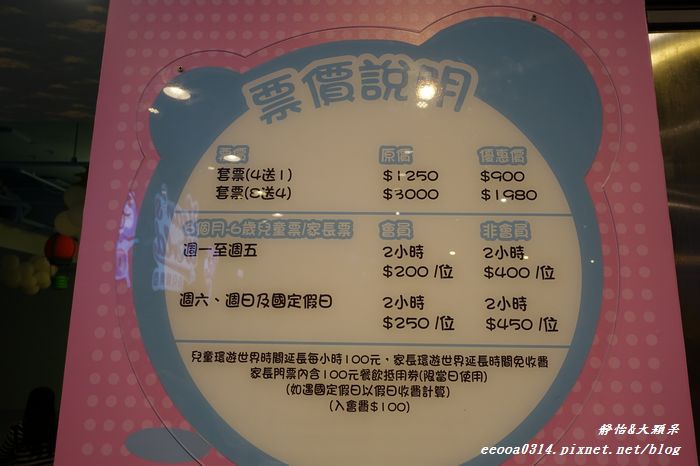 票價說明
票價 原價 優惠價
套票(4送1) $1250 $900
套票(8送4) $3000 $1980
6個月-6歲兒童票/家長票 會員 非會員
週一至週五 2小時 2小時
$200 /位 $400 /位
週六、週日及國定假日 2小時 2小時
$250 /位 $450 /位
兒童環遊世界時間延長每小時100元，家長環遊世界延長時間免收費
家長門票內含100元餐飲抵用券(限當日使用)
(如遇國定假日以假日收費計算)
(入會費$100)
靜怡&大顆呆
eeooa0314.pixnet.net/blog